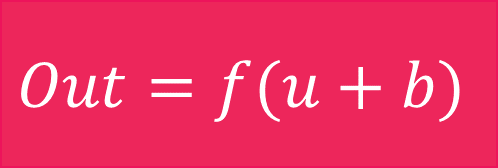 Out = f(u + b)